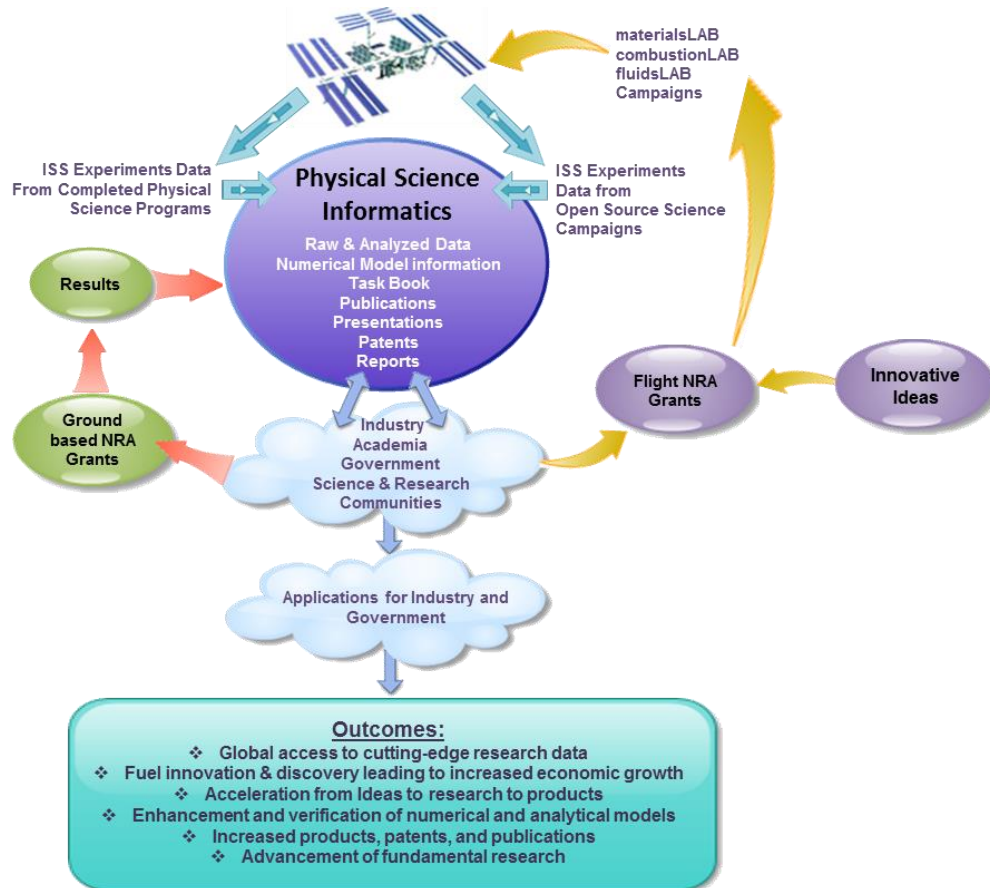 materialsLAB
combustionLAB
fluidsLAB
Campaigns
ISS Experiments Data
From Completed Physical
Science Programs
Physical Science
Informatics
Raw & Analyzed Data
Numerical Model information
Task Book
Publications
Presentations
Patents
Reports
ISS Experiments
Data from
Open Source Science
Campaigns
Results
Ground
based NRA
Grants
Industry
Academia
Government
Science & Research
Communities
Flight NRA
Grants
Innovative
Ideas
Applications for Industry and
Government
Outcomes:
❖ Global access to cutting-edge research data
❖ Fuel innovation & discovery leading to increased economic growth
❖ Acceleration from Ideas to research to products
❖ Enhancement and verification of numerical and analytical models
❖ Increased products, patents, and publications
❖ Advancement of fundamental research